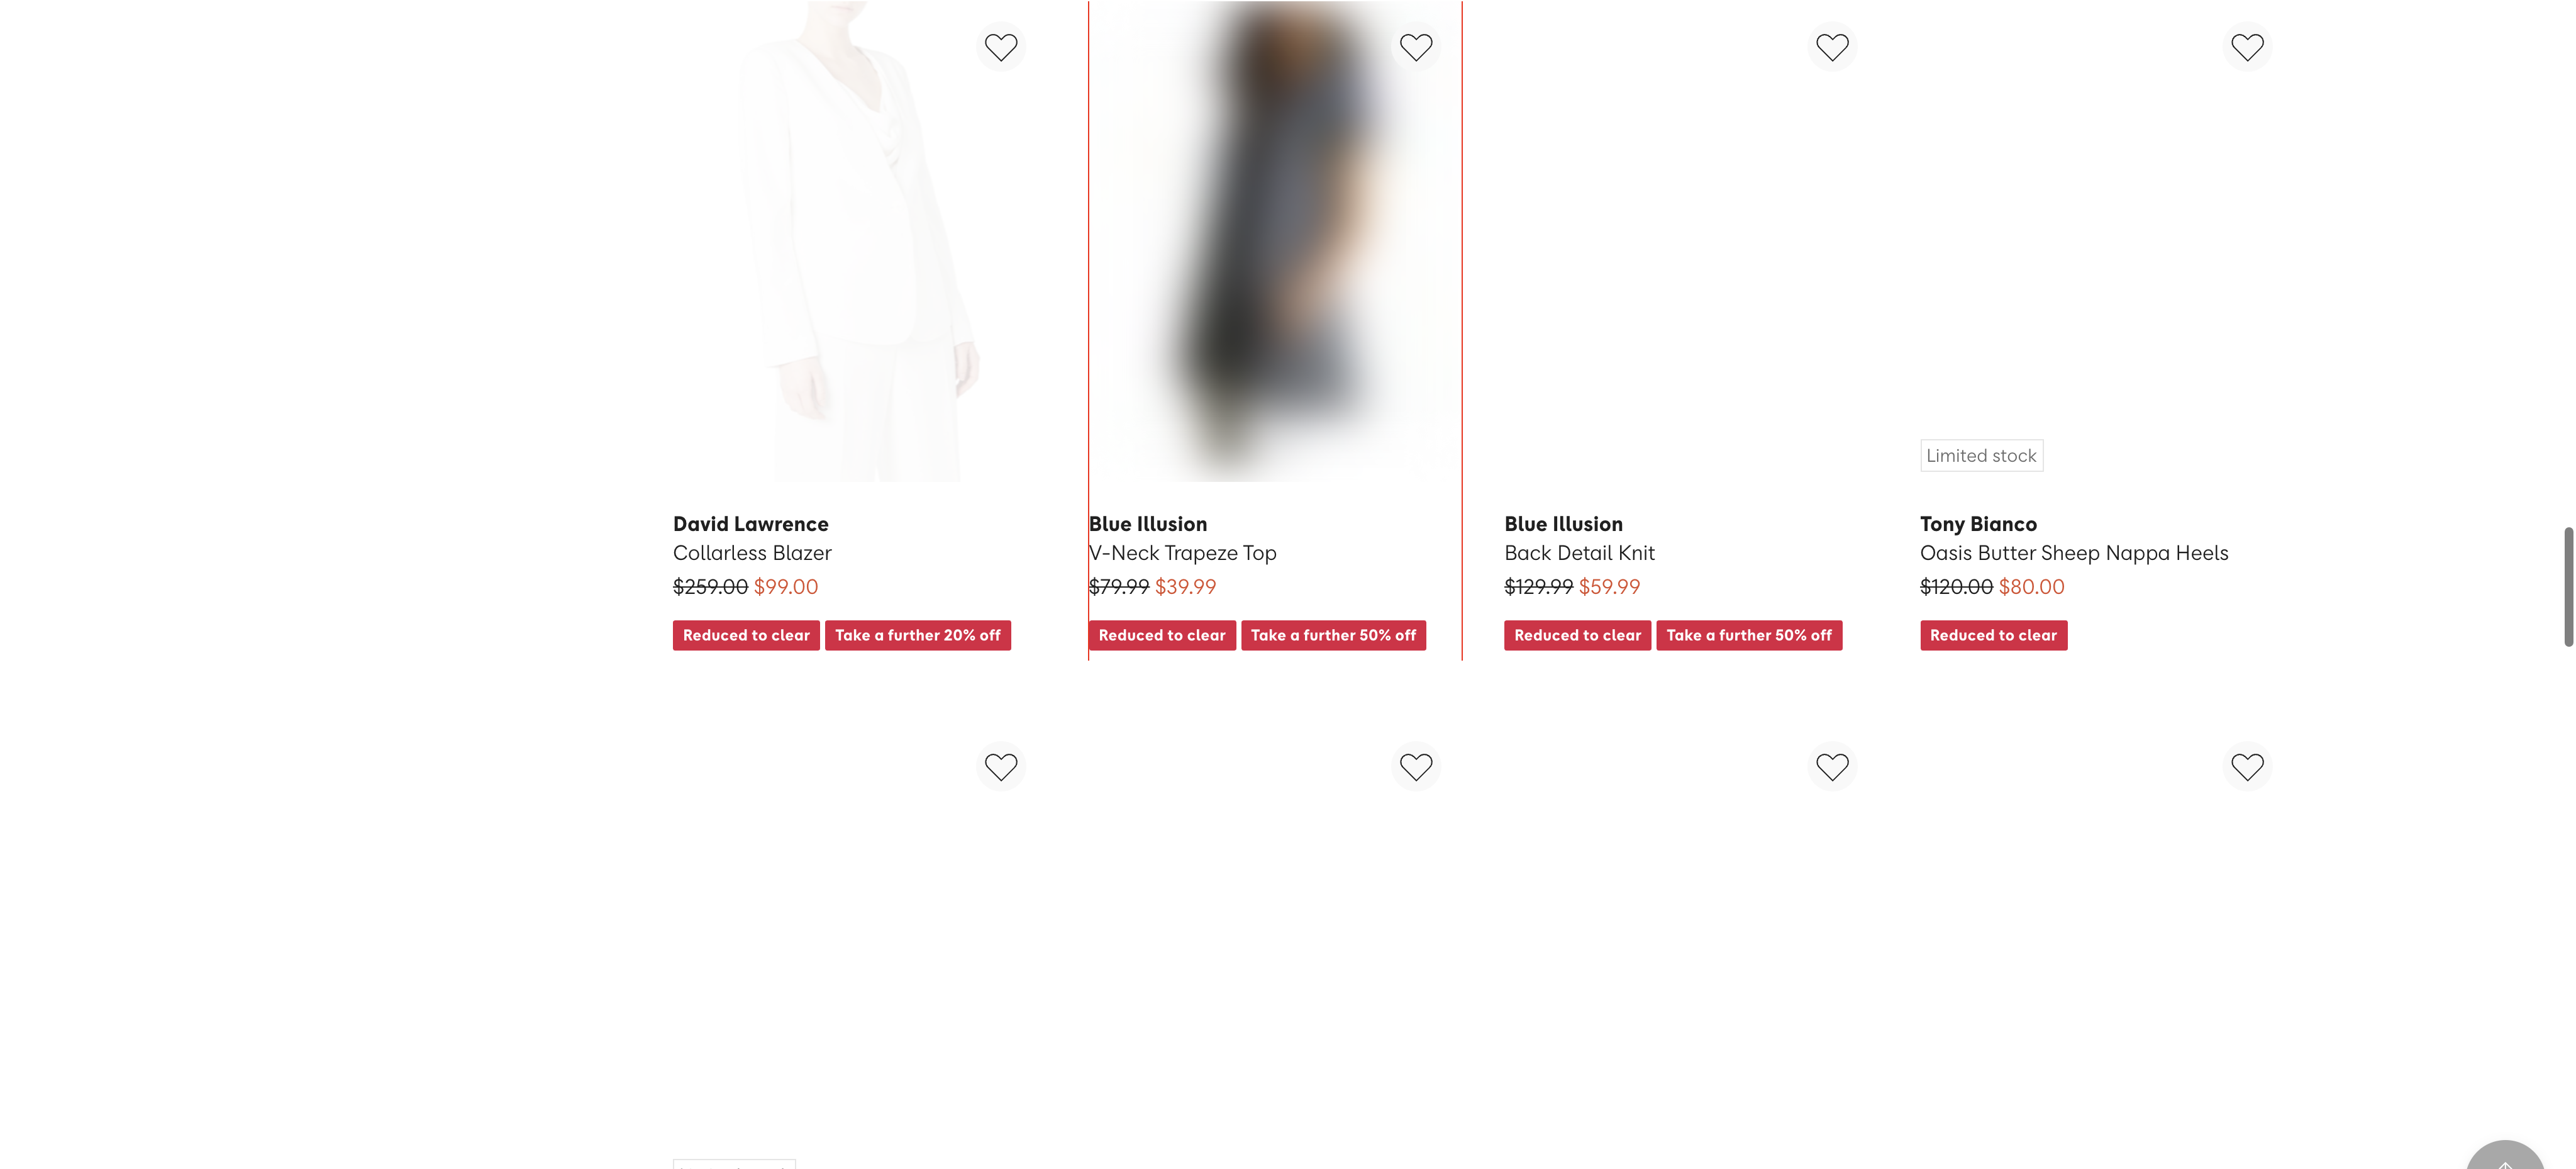 Limited stock
David Lawrence
Collarless Blazer
$259.00 $99.00
Reduced to clear Take a further 20% off
Blue Illusion
V-Neck Trapeze Top
$79.99 $39.99
Reduced to clear Take a further 50% off
Blue Illusion
Back Detail Knit
$129.99 $59.99
Reduced to clear Take a further 50% off
Tony Bianco
Oasis Butter Sheep Nappa Heels
$120.00 $80.00
Reduced to clear